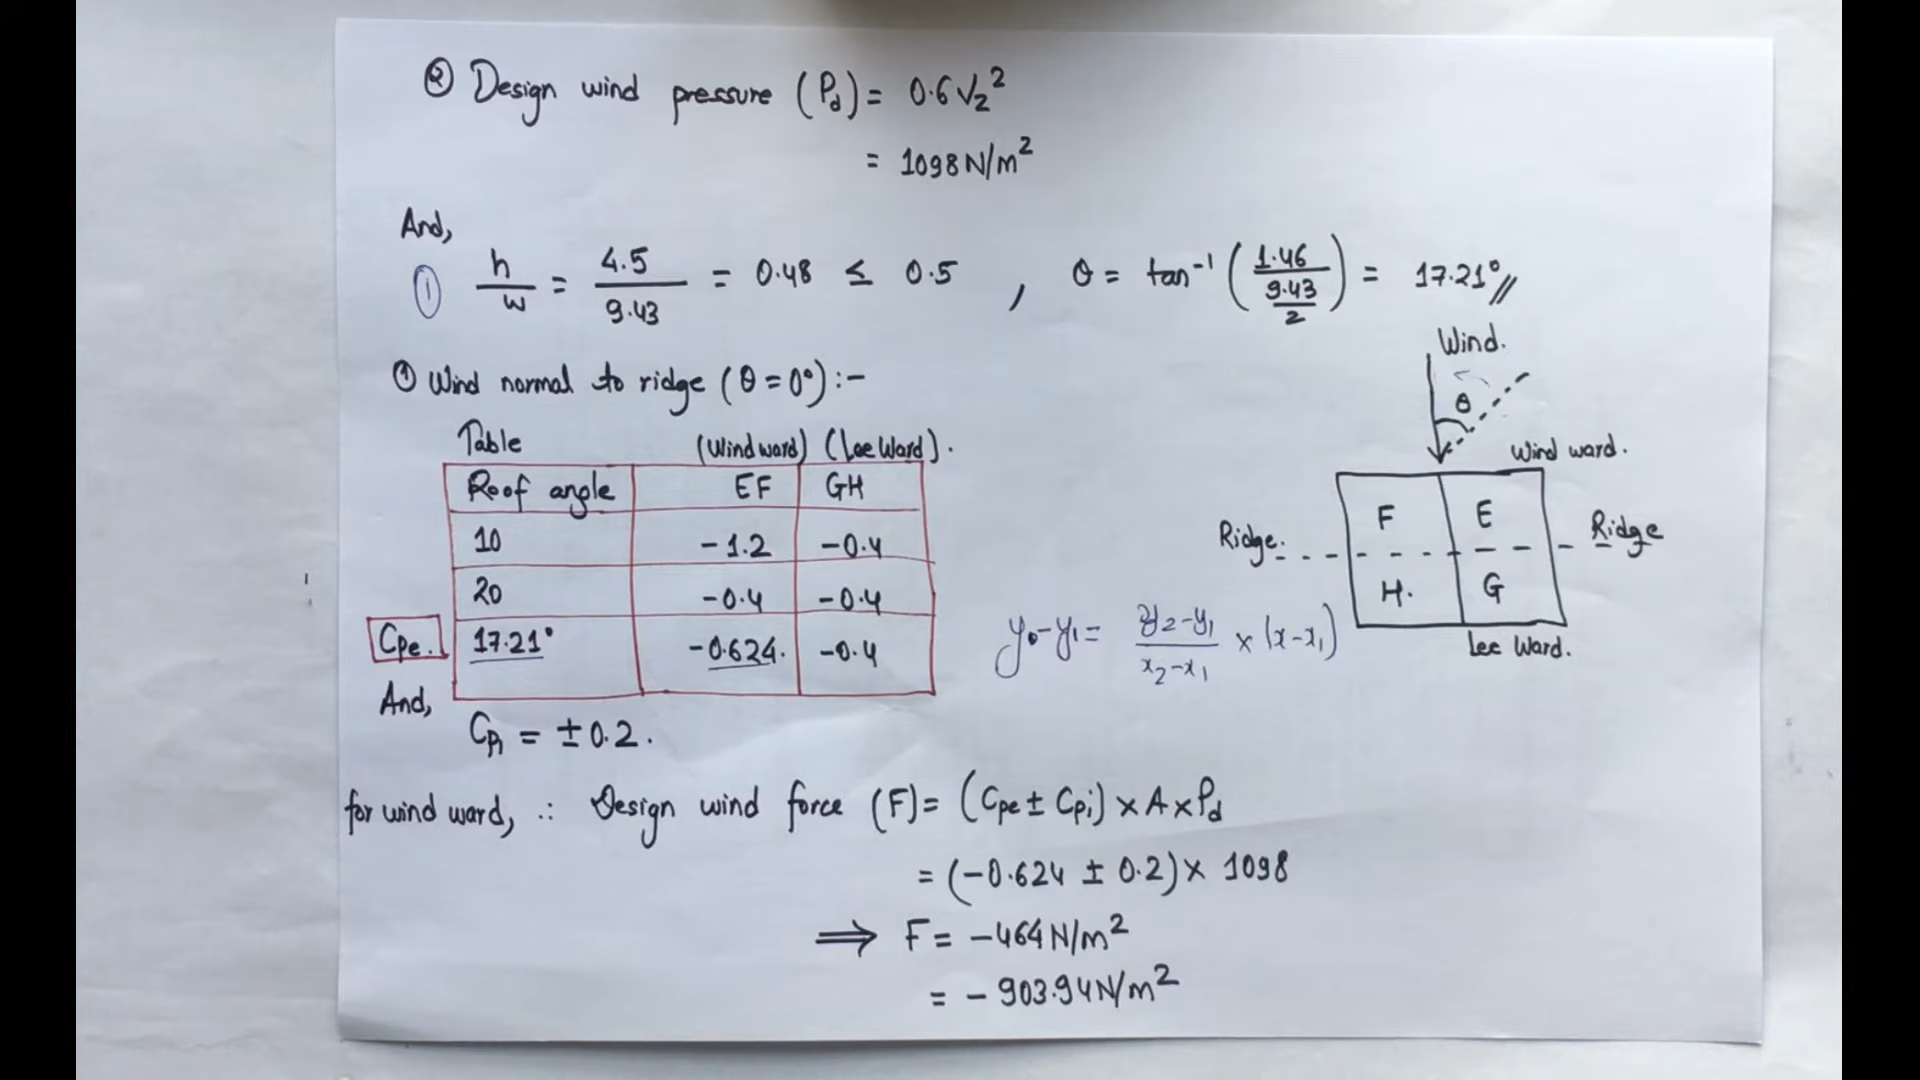 ② Design wind pressure (Pd) = 0.6 Vz²
= 1098 N/m²
And,
① h/w = 4.5/9.43 = 0.48 ≤ 0.5 , θ = tan⁻¹ (1.46/(9.43/2)) = 17.21°//
① Wind normal to ridge (θ = 0°) :-
Table (Wind ward) (Lee Ward).
Roof angle EF GH
10 -1.2 -0.4
20 -0.4 -0.4
Cpe. 17.21° -0.624. -0.4
And,
Cpi = ± 0.2.
Wind.
θ
Wind ward.
F E
Ridge. Ridge
H. G
Lee Ward.
y₀-y₁ = (y₂-y₁)/(x₂-x₁) × (x-x₁)
for wind ward, ∴ Design wind force (F) = (Cpe ± Cpi) × A × Pd
= (-0.624 ± 0.2) × 1098
⟹ F = -464 N/m²
= - 903.94 N/m²